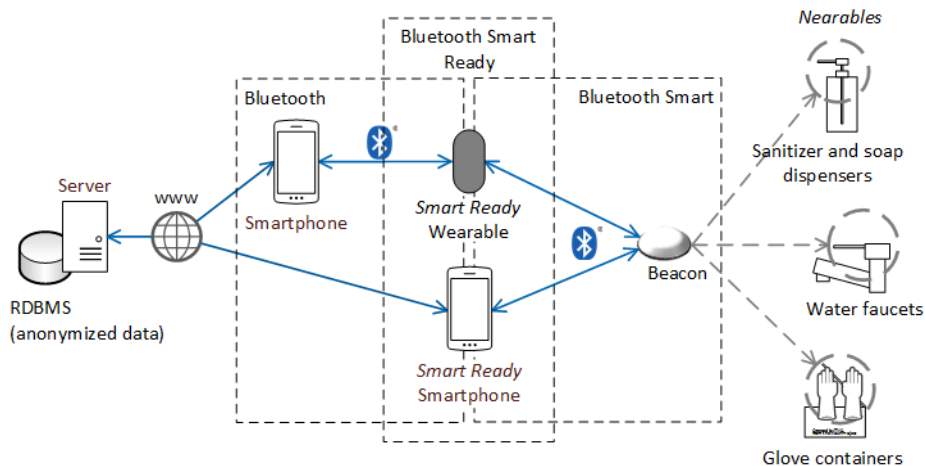 Nearables
Bluetooth Smart
Ready
Bluetooth
Bluetooth Smart
Sanitizer and soap
dispensers
Server
www
Smartphone
Smart Ready
Wearable
Beacon
RDBMS
(anonymized data)
Water faucets
Smart Ready
Smartphone
Glove containers